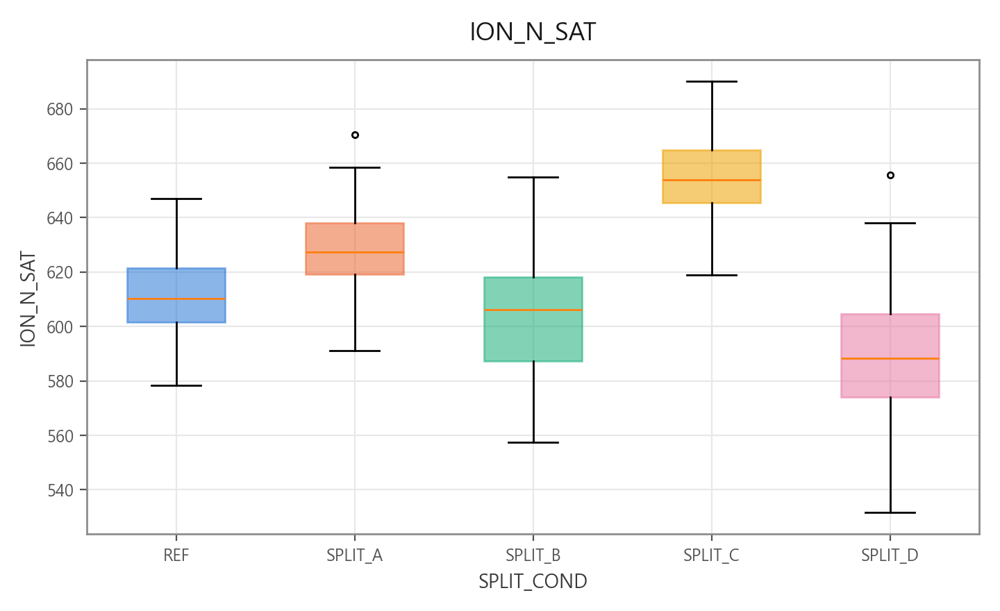 ION_N_SAT
ION_N_SAT
680
660
640
620
600
580
560
540
REF
SPLIT_A
SPLIT_B
SPLIT_C
SPLIT_D
SPLIT_COND